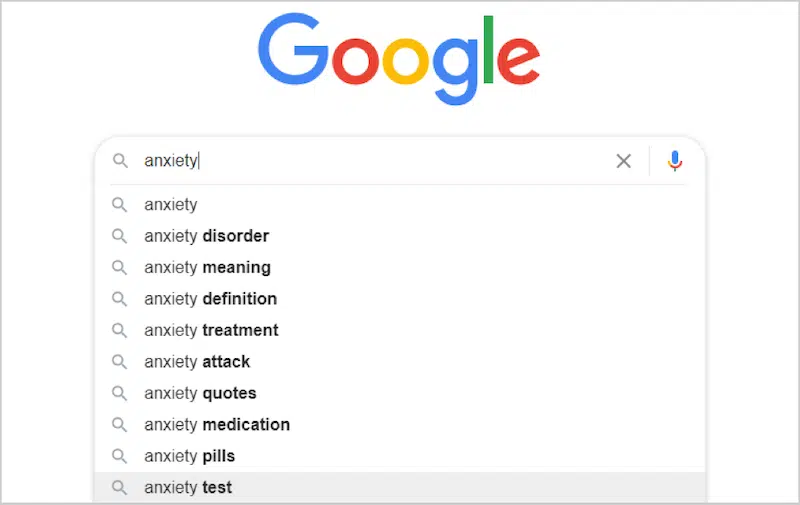 Google
anxiety
anxiety
anxiety disorder
anxiety meaning
anxiety definition
anxiety treatment
anxiety attack
anxiety quotes
anxiety medication
anxiety pills
anxiety test